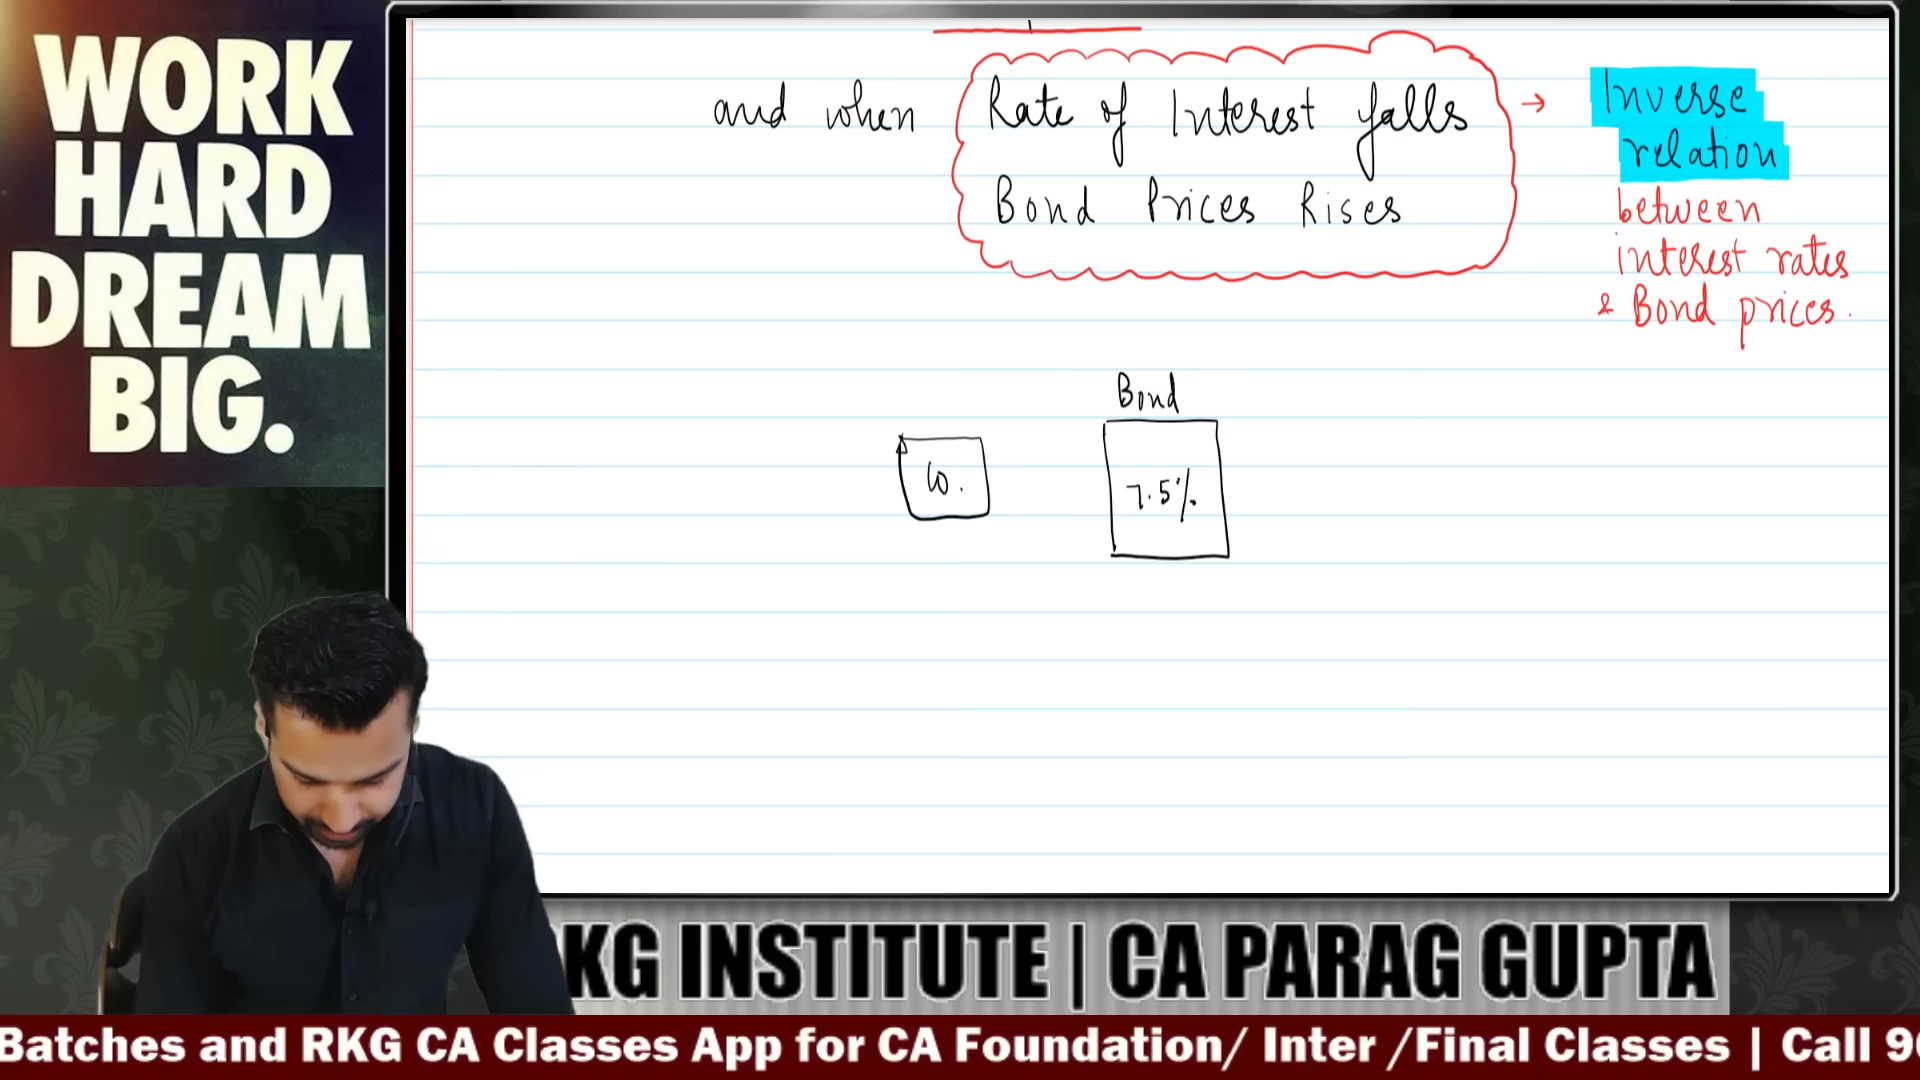 WORK
HARD
DREAM
BIG.
and when Rate of Interest falls → Inverse
relation
Bond Prices Rises
between
interest rates
& Bond prices.
Bond
Co.
7.5%
KG INSTITUTE | CA PARAG GUPTA
Batches and RKG CA Classes App for CA Foundation/ Inter /Final Classes | Call 9